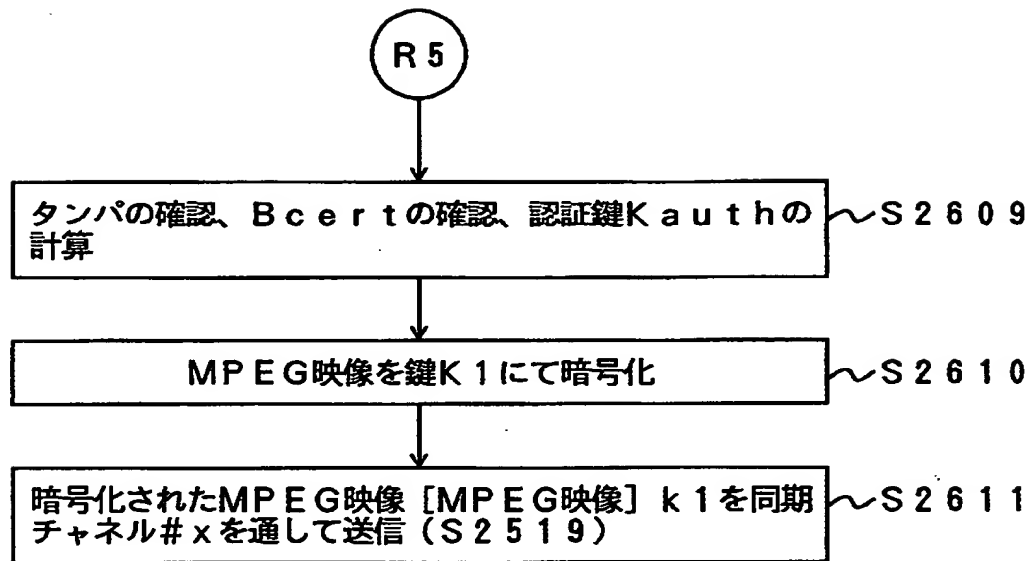 R5
タンパの確認、Bcertの確認、認証鍵Kauthの
計算
S2609
MPEG映像を鍵K1にて暗号化
S2610
暗号化されたMPEG映像[MPEG映像]k1を同期
チャネル#xを通して送信(S2519)
S2611